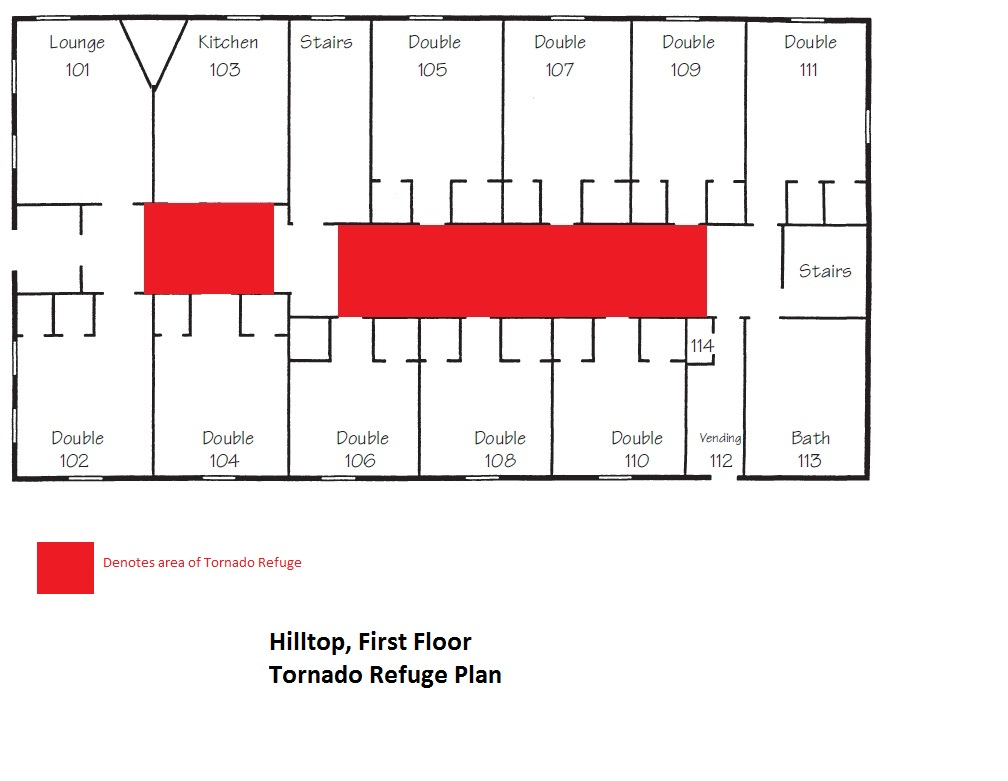 Lounge
101
Kitchen
103
Stairs
Double
105
Double
107
Double
109
Double
111
Stairs
114
Double
102
Double
104
Double
106
Double
108
Double
110
Vending
112
Bath
113
Denotes area of Tornado Refuge
Hilltop, First Floor
Tornado Refuge Plan